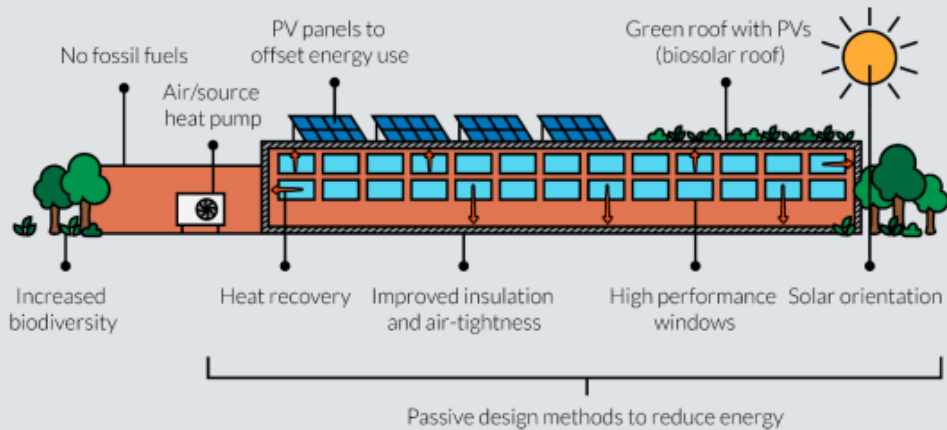 PV panels to
offset energy use
Green roof with PVs
(biosolar roof)
No fossil fuels
Air/source
heat pump
Increased
biodiversity
Heat recovery
Improved insulation
and air-tightness
High performance
windows
Solar orientation
Passive design methods to reduce energy